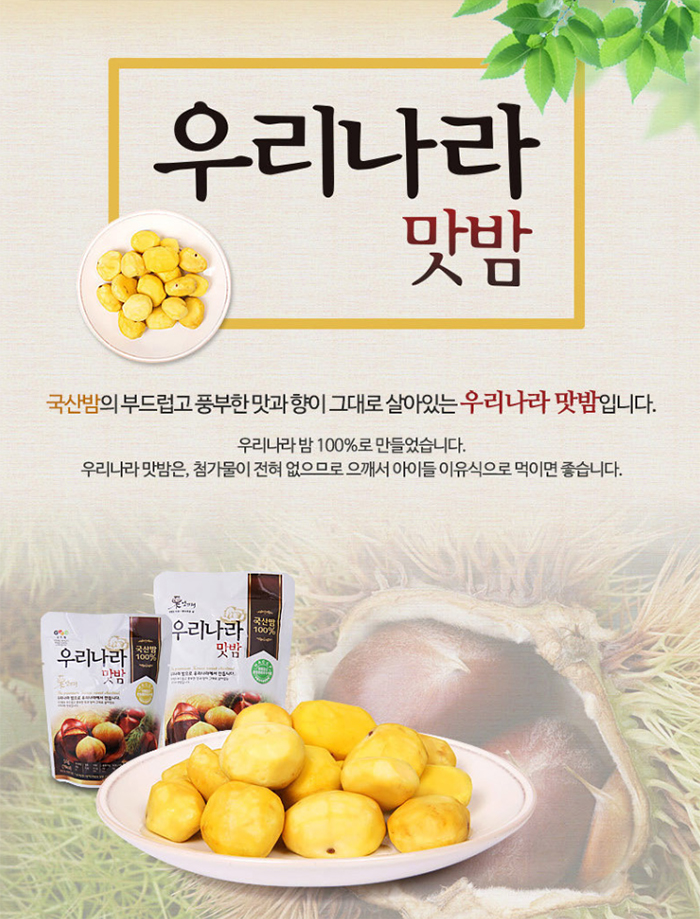 우리나라
맛밤
국산밤의 부드럽고 풍부한 맛과 향이 그대로 살아있는 우리나라 맛밤입니다.
우리나라 밤 100%로 만들었습니다.
우리나라 맛밤은, 첨가물이 전혀 없으므로 으깨서 아이들 이유식으로 먹이면 좋습니다.
우리나라
맛밤
국산밤
100%
우리나라
맛밤
국산밤
100%